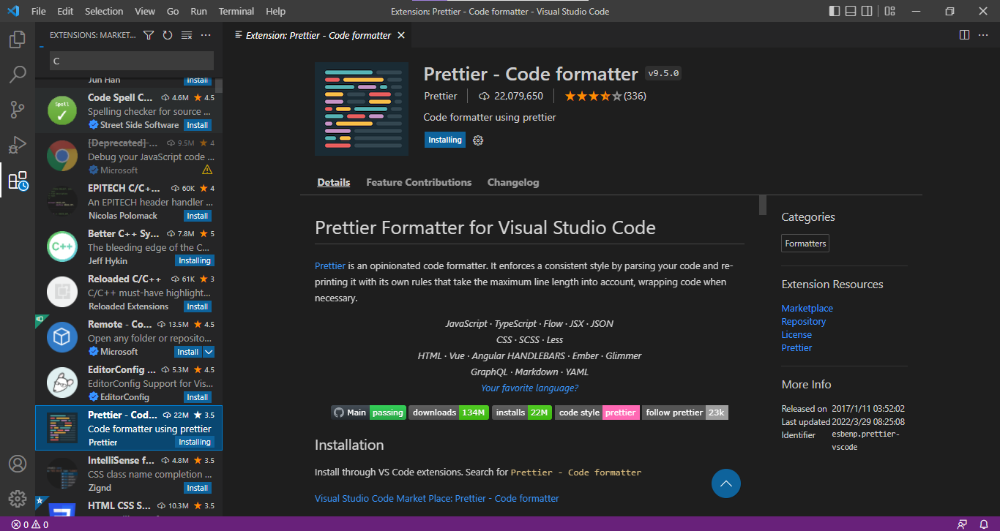 File Edit Selection View Go Run Terminal Help
Extension: Prettier - Code formatter - Visual Studio Code
EXTENSIONS: MARKET...
C
Jun Han
Install
Code Spell C... 4.6M ★ 4.5
Spelling checker for source ...
Street Side Software Install
[Deprecated] ... 9.5M ★ 4
Debug your JavaScript code ...
Microsoft
EPITECH C/C+... 60K ★ 4
An EPITECH header handler ...
Nicolas Polomack Install
Better C++ Sy... 7.8M ★ 5
The bleeding edge of the C...
Jeff Hykin Installing
Reloaded C/C++ 61K ★ 3
C/C++ must-have highlight...
Reloaded Extensions Install
Remote - Co... 13.5M ★ 4.5
Open any folder or reposito...
Microsoft Install
EditorConfig ... 5.3M ★ 4.5
EditorConfig Support for Vis...
EditorConfig Install
Prettier - Cod... 22M ★ 3.5
Code formatter using prettier
Prettier Installing
IntelliSense f... 4.8M ★ 3.5
CSS class name completion ...
Zignd Install
HTML CSS S... 10.3M ★ 3.5
Spell
C++
Extension: Prettier - Code formatter
Prettier - Code formatter v9.5.0
Prettier 22,079,650 ★★★★☆(336)
Code formatter using prettier
Installing
Details Feature Contributions Changelog
Prettier Formatter for Visual Studio Code
Prettier is an opinionated code formatter. It enforces a consistent style by parsing your code and re-
printing it with its own rules that take the maximum line length into account, wrapping code when
necessary.
JavaScript · TypeScript · Flow · JSX · JSON
CSS · SCSS · Less
HTML · Vue · Angular HANDLEBARS · Ember · Glimmer
GraphQL · Markdown · YAML
Your favorite language?
Main passing downloads 134M installs 22M code style prettier follow prettier 23k
Installation
Install through VS Code extensions. Search for Prettier - Code formatter
Visual Studio Code Market Place: Prettier - Code formatter
Categories
Formatters
Extension Resources
Marketplace
Repository
License
Prettier
More Info
Released on 2017/1/11 03:52:02
Last updated 2022/3/29 08:25:08
Identifier esbenp.prettier-
vscode
0 0